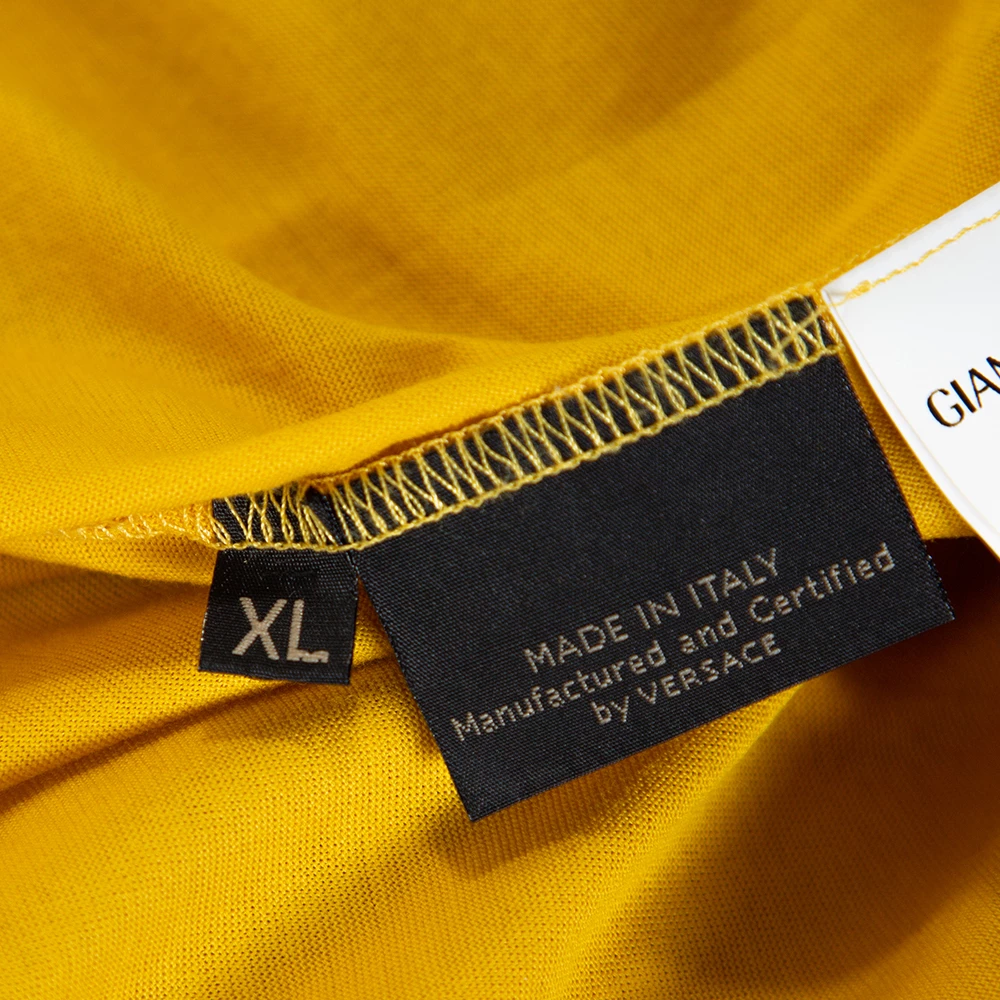 XL
MADE IN ITALY
Manufactured and Certified
by VERSACE
GIAN